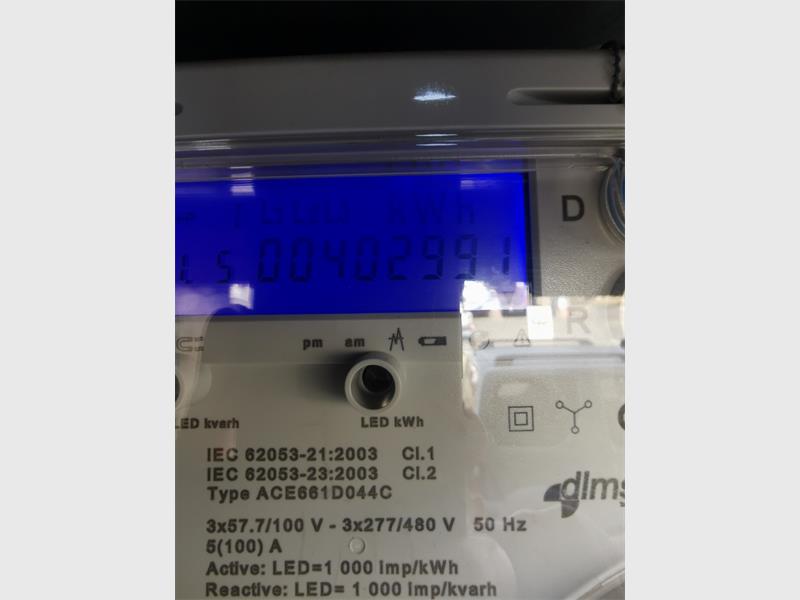 kWh
D
00402991
R
pm am
LED kvarh LED kWh
IEC 62053-21:2003 Cl.1
IEC 62053-23:2003 Cl.2
Type ACE661D044C
dlms
3x57.7/100 V - 3x277/480 V 50 Hz
5(100) A
Active: LED=1 000 imp/kWh
Reactive: LED= 1 000 imp/kvarh